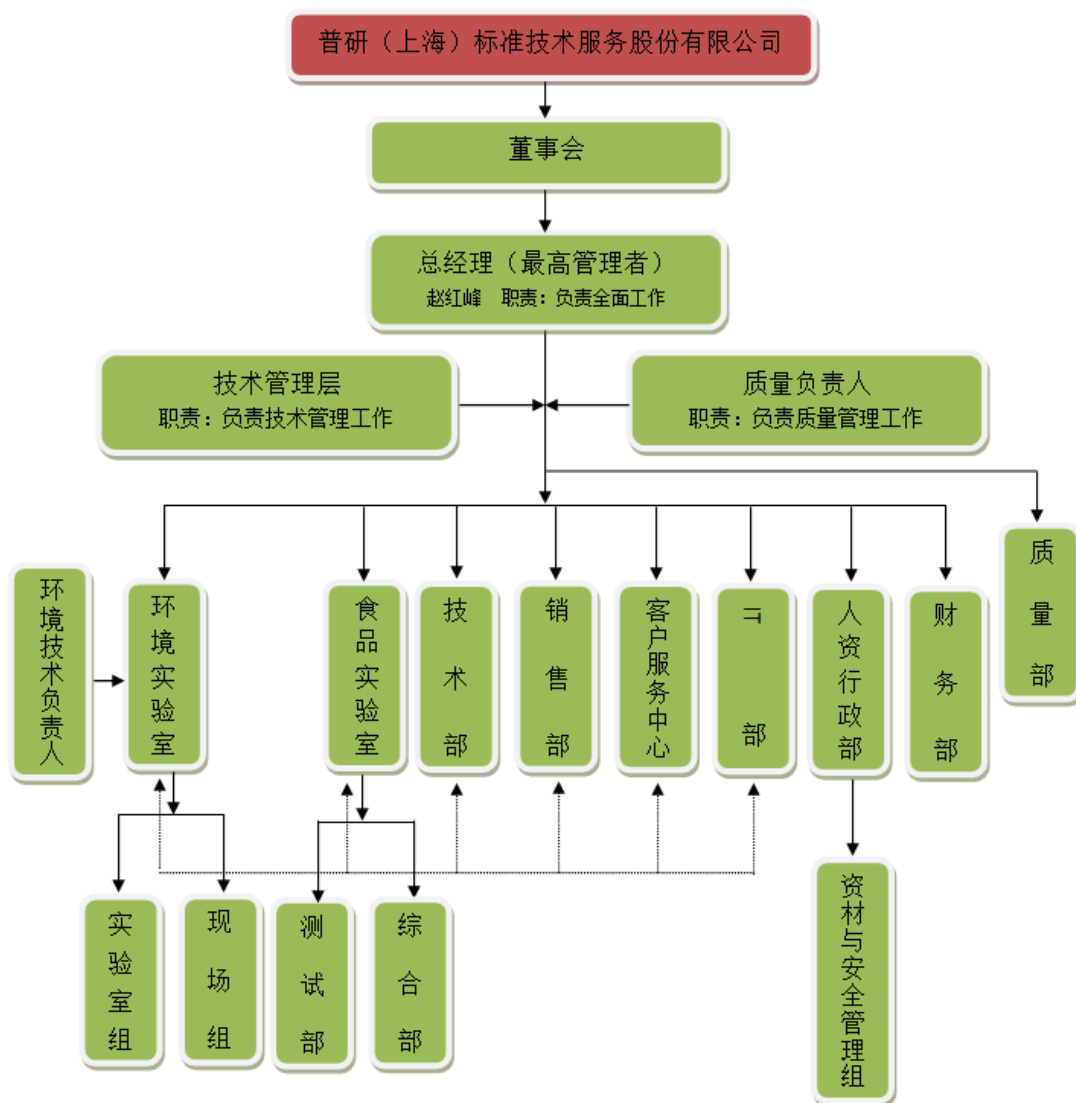 普研（上海）标准技术服务股份有限公司
董事会
总经理（最高管理者）
赵红峰 职责：负责全面工作
技术管理层
职责：负责技术管理工作
质量负责人
职责：负责质量管理工作
质量部
环境技术负责人
环境实验室
食品实验室
技术部
销售部
客户服务中心
IT部
人资行政部
财务部
实验室组
现场组
测试部
综合部
资材与安全管理组